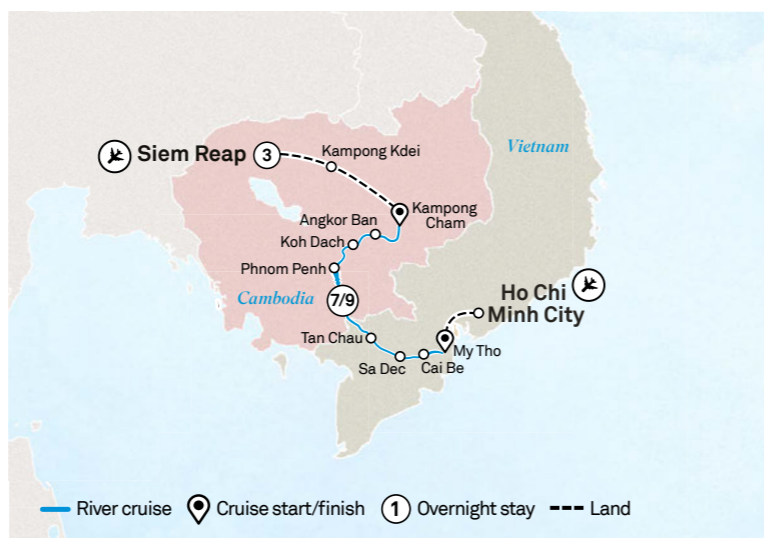 Vietnam
Siem Reap
3
Kampong Kdei
Kampong
Cham
Angkor Ban
Koh Dach
Phnom Penh
Cambodia
7/9
Ho Chi
Minh City
Tan Chau
My Tho
Sa Dec
Cai Be
River cruise
Cruise start/finish
1
Overnight stay
Land